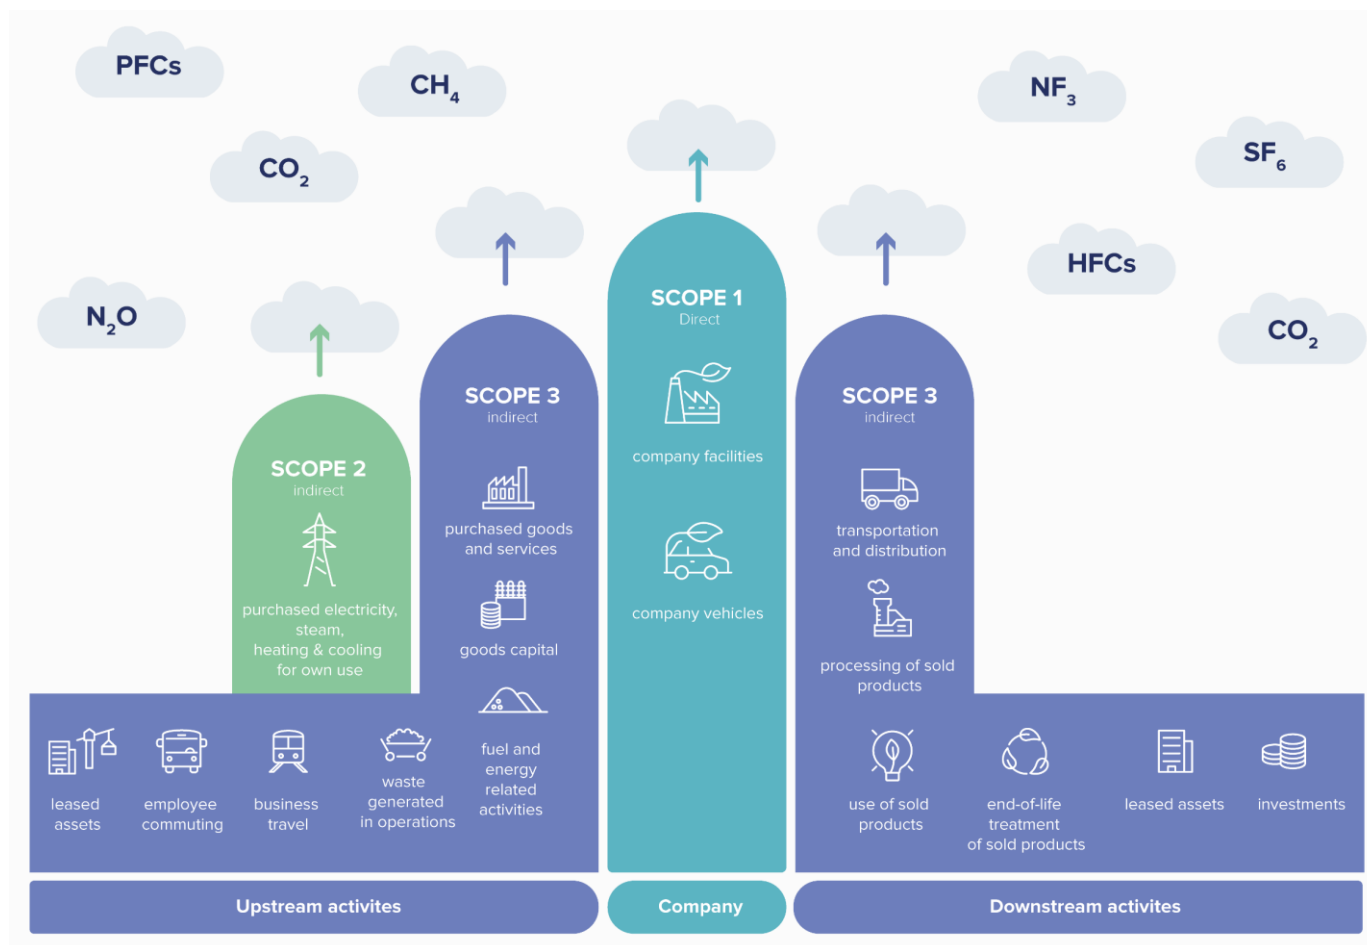 PFCs
CH₄
CO₂
N₂O
NF₃
SF₆
HFCs
CO₂
SCOPE 2
indirect
purchased electricity,
steam,
heating & cooling
for own use
SCOPE 3
indirect
purchased goods
and services
goods capital
fuel and
energy
related
activities
leased
assets
employee
commuting
business
travel
waste
generated
in operations
SCOPE 1
Direct
company facilities
company vehicles
SCOPE 3
indirect
transportation
and distribution
processing of sold
products
use of sold
products
end-of-life
treatment
of sold products
leased assets
investments
Upstream activites
Company
Downstream activites